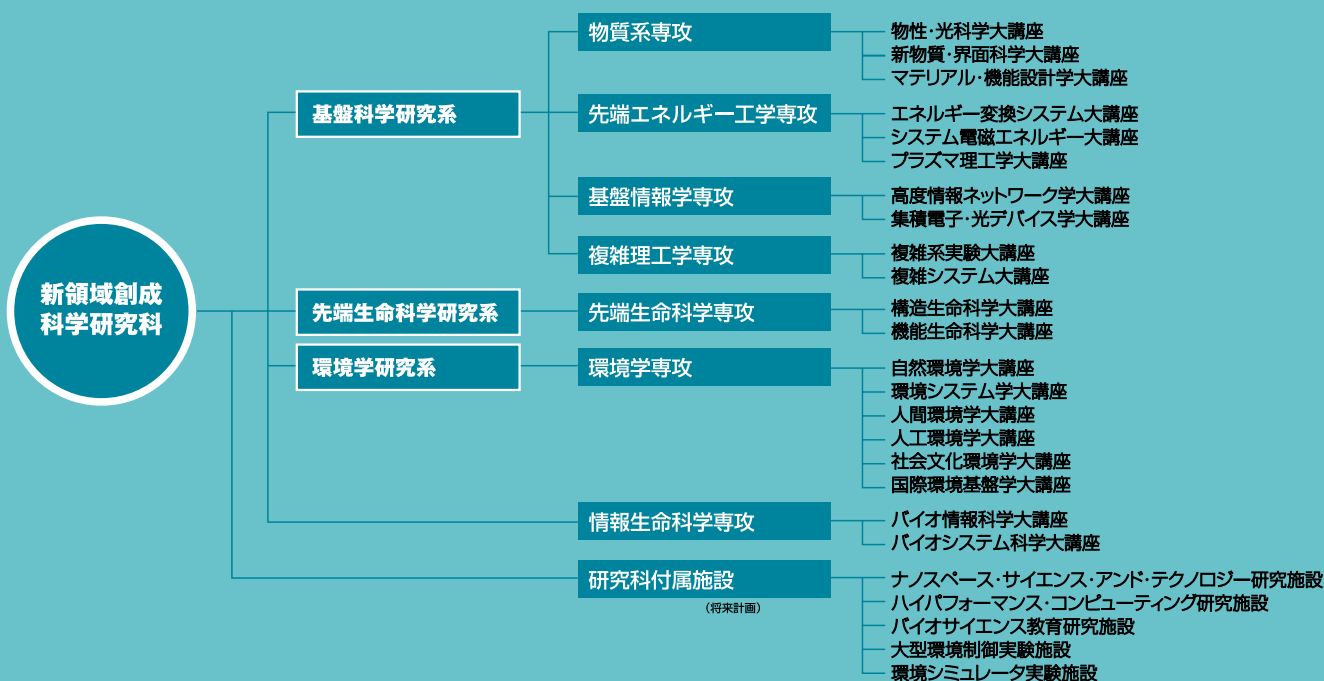 新領域創成
科学研究科
基盤科学研究系
物質系専攻
物性・光科学大講座
新物質・界面科学大講座
マテリアル・機能設計学大講座
先端エネルギー工学専攻
エネルギー変換システム大講座
システム電磁エネルギー大講座
プラズマ理工学大講座
基盤情報学専攻
高度情報ネットワーク学大講座
集積電子・光デバイス学大講座
複雑理工学専攻
複雑系実験大講座
複雑システム大講座
先端生命科学研究系
先端生命科学専攻
構造生命科学大講座
機能生命科学大講座
環境学研究系
環境学専攻
自然環境学大講座
環境システム学大講座
人間環境学大講座
人工環境学大講座
社会文化環境学大講座
国際環境基盤学大講座
情報生命科学専攻
バイオ情報科学大講座
バイオシステム科学大講座
研究科付属施設
(将来計画)
ナノスペース・サイエンス・アンド・テクノロジー研究施設
ハイパフォーマンス・コンピューティング研究施設
バイオサイエンス教育研究施設
大型環境制御実験施設
環境シミュレータ実験施設